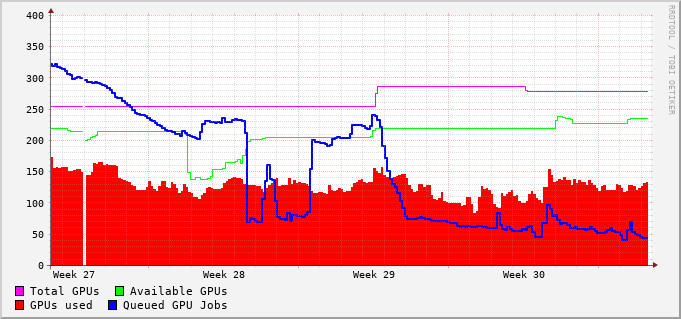 400
350
300
250
200
150
100
50
0
Week 27 Week 28 Week 29 Week 30
Total GPUs Available GPUs
GPUs used Queued GPU Jobs
RRDTOOL / TOBI OETIKER